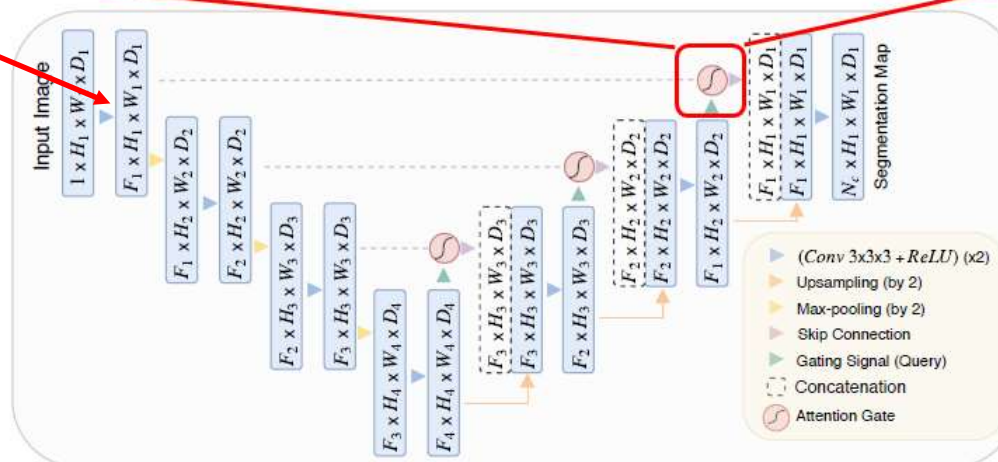 Input Image
1 x H1 x W1 x D1
F1 x H1 x W1 x D1
F1 x H2 x W2 x D2
F2 x H2 x W2 x D2
F2 x H3 x W3 x D3
F3 x H3 x W3 x D3
F3 x H4 x W4 x D4
F4 x H4 x W4 x D4
F3 x H3 x W3 x D3
F3 x H3 x W3 x D3
F2 x H3 x W3 x D3
F2 x H2 x W2 x D2
F2 x H2 x W2 x D2
F1 x H2 x W2 x D2
F1 x H1 x W1 x D1
F1 x H1 x W1 x D1
Nc x H1 x W1 x D1
Segmentation Map
(Conv 3x3x3 + ReLU) (x2)
Upsampling (by 2)
Max-pooling (by 2)
Skip Connection
Gating Signal (Query)
Concatenation
Attention Gate